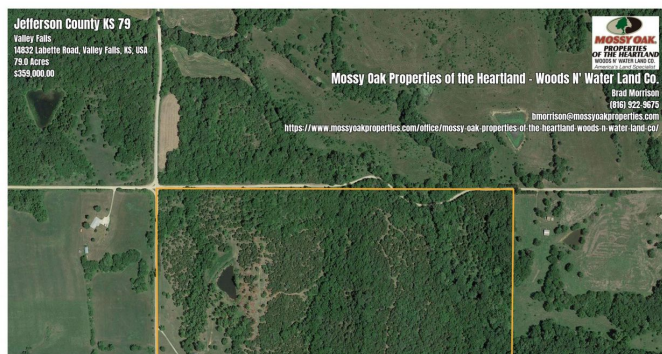 Jefferson County KS 79
Valley Falls
14832 Labette Road, Valley Falls, KS, USA
79.0 Acres
$359,000.00
MOSSY OAK.
PROPERTIES
OF THE HEARTLAND
WOODS N' WATER LAND CO.
America's Land Specialist
Mossy Oak Properties of the Heartland - Woods N' Water Land Co.
Brad Morrison
(816) 922-9675
bmorrison@mossyoakproperties.com
https://www.mossyoakproperties.com/office/mossy-oak-properties-of-the-heartland-woods-n-water-land-co/